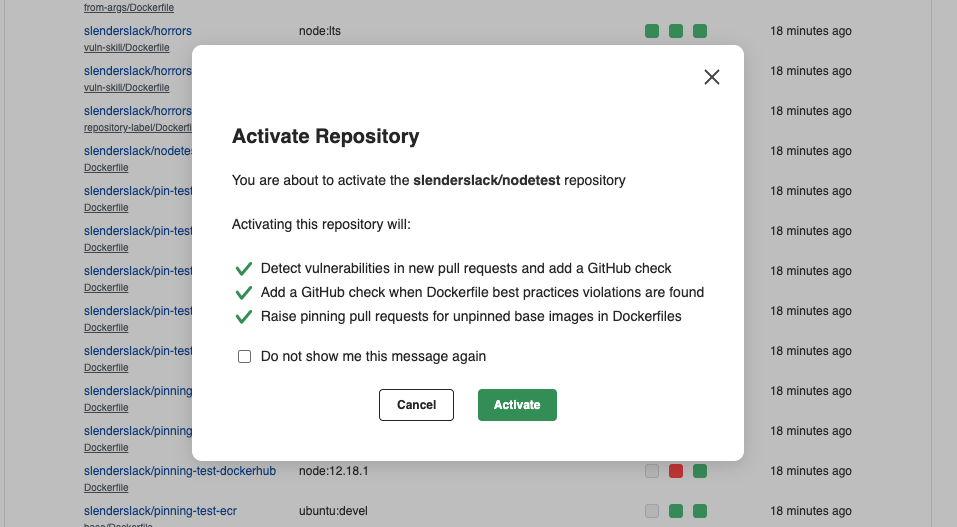 from-args/Dockerfile
slenderslack/horrors node:lts 18 minutes ago
vuln-skill/Dockerfile
slenderslack/horrors 18 minutes ago
vuln-skill/Dockerfile
slenderslack/horrors 18 minutes ago
repository-label/Dockerfi
slenderslack/nodete 18 minutes ago
Dockerfile
slenderslack/pin-test 18 minutes ago
Dockerfile
slenderslack/pin-test 18 minutes ago
Dockerfile
slenderslack/pin-test 18 minutes ago
Dockerfile
slenderslack/pin-test 18 minutes ago
Dockerfile
slenderslack/pin-test 18 minutes ago
Dockerfile
slenderslack/pinning 18 minutes ago
Dockerfile
slenderslack/pinning 18 minutes ago
Dockerfile
slenderslack/pinning-test-dockerhub node:12.18.1 18 minutes ago
Dockerfile
slenderslack/pinning-test-ecr ubuntu:devel 18 minutes ago
base/Dockerfile
Activate Repository
You are about to activate the slenderslack/nodetest repository
Activating this repository will:
Detect vulnerabilities in new pull requests and add a GitHub check
Add a GitHub check when Dockerfile best practices violations are found
Raise pinning pull requests for unpinned base images in Dockerfiles
Do not show me this message again
Cancel Activate